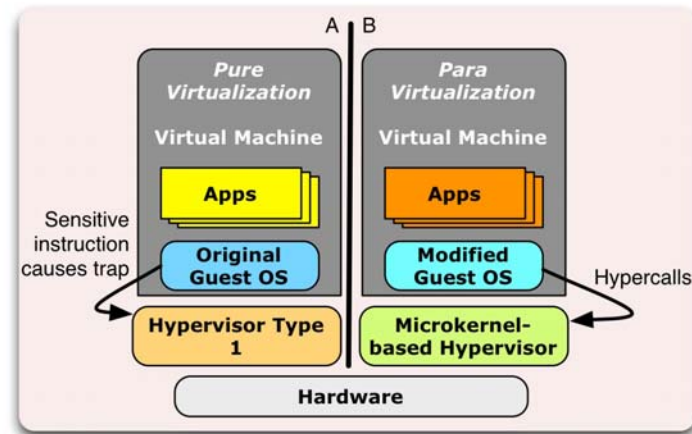 A
B
Pure
Virtualization
Virtual Machine
Apps
Original
Guest OS
Sensitive
instruction
causes trap
Hypervisor Type
1
Para
Virtualization
Virtual Machine
Apps
Modified
Guest OS
Hypercalls
Microkernel-
based Hypervisor
Hardware